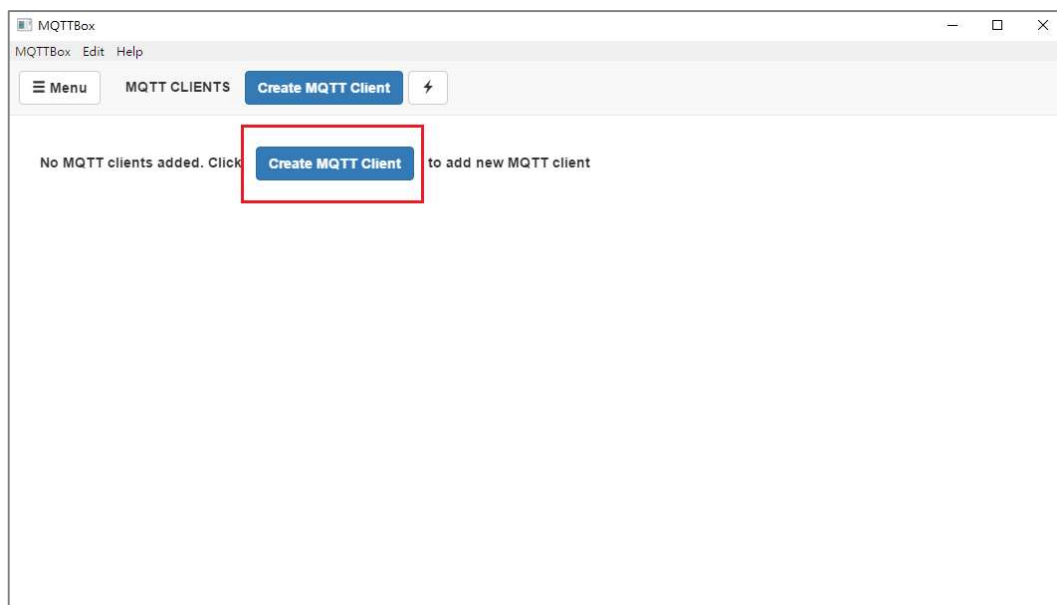 MQTTBox
MQTTBox Edit Help
Menu MQTT CLIENTS Create MQTT Client
No MQTT clients added. Click Create MQTT Client to add new MQTT client